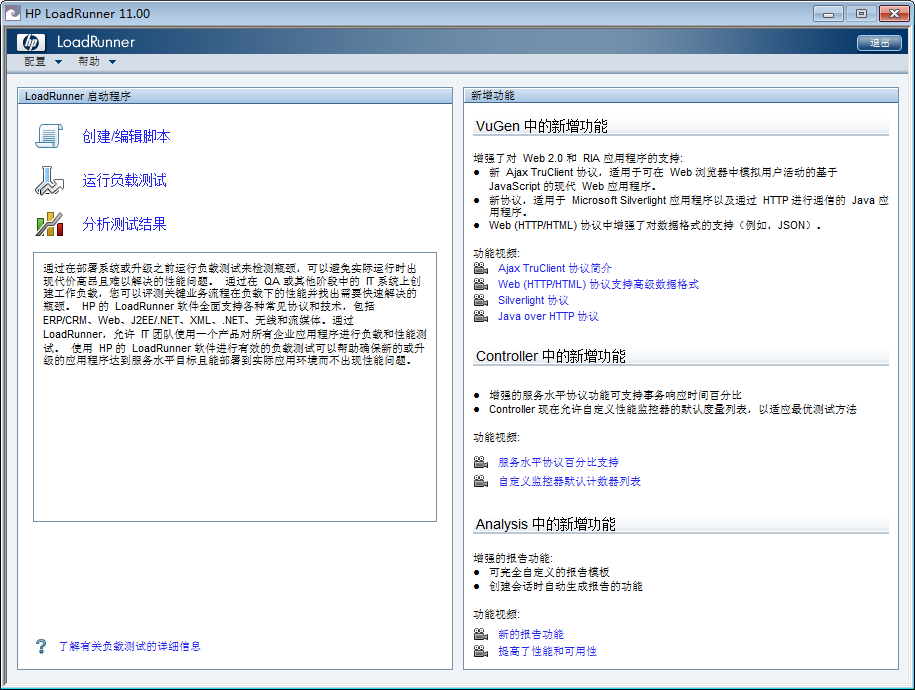 HP LoadRunner 11.00
hp LoadRunner
退出
配置 帮助
LoadRunner 启动程序
创建/编辑脚本
运行负载测试
分析测试结果
通过在部署系统或升级之前运行负载测试来检测瓶颈，可以避免实际运行时出
现代价高昂且难以解决的性能问题。 通过在 QA 或其他阶段中的 IT 系统上创
建工作负载，您可以评测关键业务流程在负载下的性能并找出需要快速解决的
瓶颈。 HP 的 LoadRunner 软件全面支持各种常见协议和技术，包括
ERP/CRM、Web、J2EE/.NET、XML、.NET、无线和流媒体。通过
LoadRunner，允许 IT 团队使用一个产品对所有企业应用程序进行负载和性能测
试。 使用 HP 的 LoadRunner 软件进行有效的负载测试可以帮助确保新的或升
级的应用程序达到服务水平目标且能部署到实际应用环境而不出现性能问题。
? 了解有关负载测试的详细信息
新增功能
VuGen 中的新增功能
增强了对 Web 2.0 和 RIA 应用程序的支持:
● 新 Ajax TruClient 协议，适用于可在 Web 浏览器中模拟用户活动的基于
JavaScript 的现代 Web 应用程序。
● 新协议，适用于 Microsoft Silverlight 应用程序以及通过 HTTP 进行通信的 Java 应
用程序。
● Web (HTTP/HTML) 协议中增强了对数据格式的支持（例如，JSON）。
功能视频:
Ajax TruClient 协议简介
Web (HTTP/HTML) 协议支持高级数据格式
Silverlight 协议
Java over HTTP 协议
Controller 中的新增功能
● 增强的服务水平协议功能可支持事务响应时间百分比
● Controller 现在允许自定义性能监控器的默认度量列表，以适应最优测试方法
功能视频:
服务水平协议百分比支持
自定义监控器默认计数器列表
Analysis 中的新增功能
增强的报告功能:
● 可完全自定义的报告模板
● 创建会话时自动生成报告的功能
功能视频:
新的报告功能
提高了性能和可用性